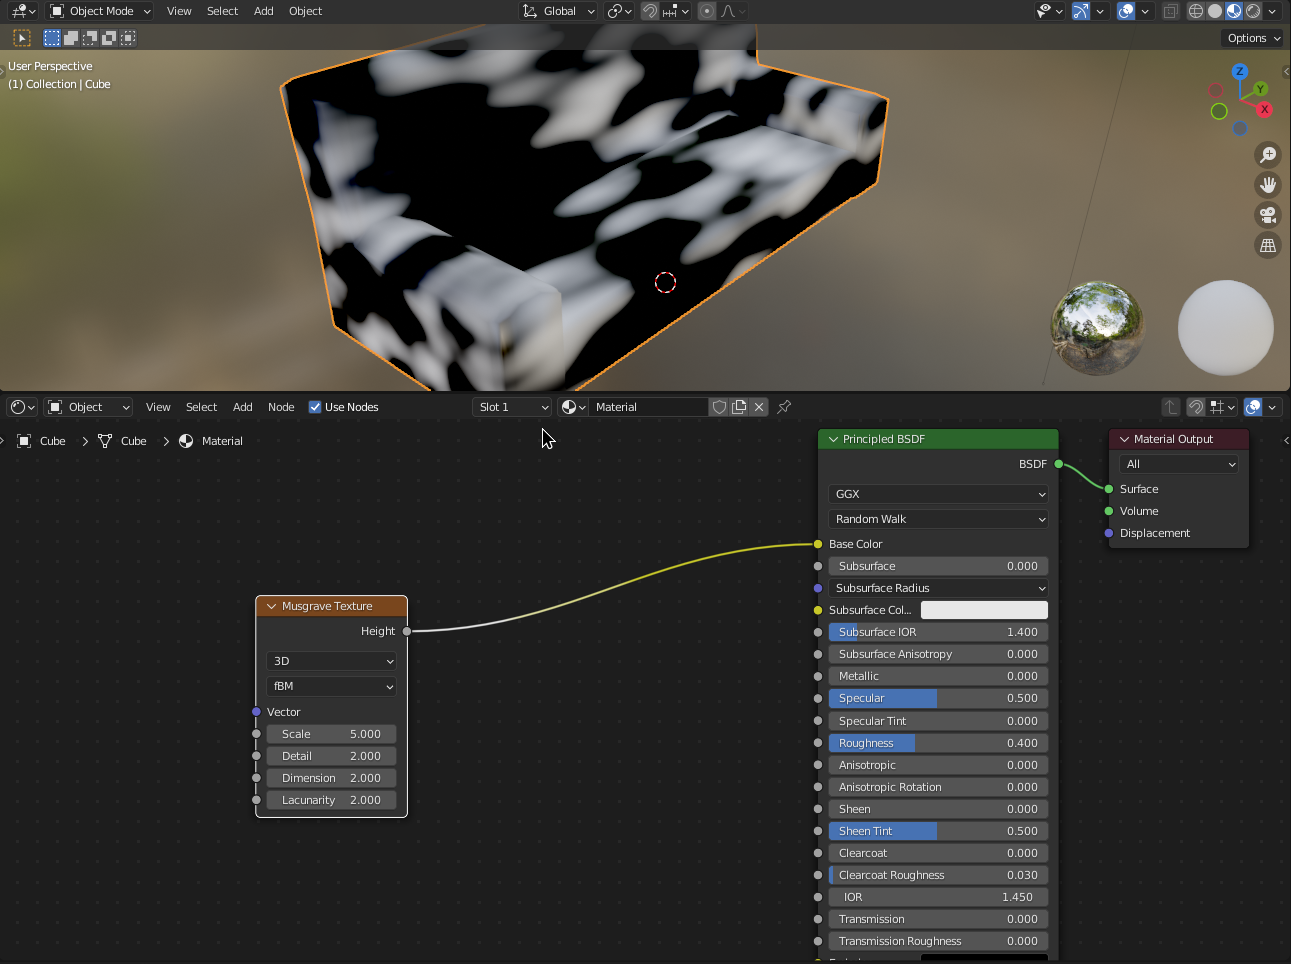 Object Mode View Select Add Object Global
Options
User Perspective
(1) Collection | Cube
Z
Y
X
Object View Select Add Node Use Nodes Slot 1 Material
Cube > Cube > Material
Principled BSDF
BSDF
GGX
Random Walk
Base Color
Subsurface 0.000
Subsurface Radius
Subsurface Col...
Subsurface IOR 1.400
Subsurface Anisotropy 0.000
Metallic 0.000
Specular 0.500
Specular Tint 0.000
Roughness 0.400
Anisotropic 0.000
Anisotropic Rotation 0.000
Sheen 0.000
Sheen Tint 0.500
Clearcoat 0.000
Clearcoat Roughness 0.030
IOR 1.450
Transmission 0.000
Transmission Roughness 0.000
Material Output
All
Surface
Volume
Displacement
Musgrave Texture
Height
3D
fBM
Vector
Scale 5.000
Detail 2.000
Dimension 2.000
Lacunarity 2.000